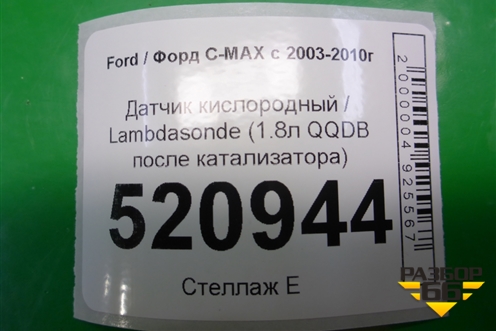 Ford / Форд C-MAX с 2003-2010г
Датчик кислородный /
Lambdasonde (1.8л QQDB
после катализатора)
520944
Стеллаж Е
2000004925567
РАЗБОР
66